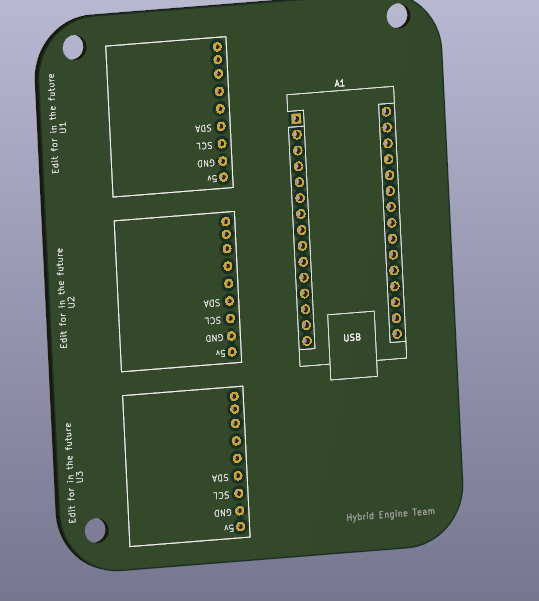 A1
Edit for in the future
U1
SDA
SCL
GND
5v
Edit for in the future
U2
SDA
SCL
GND
5v
USB
Edit for in the future
U3
SDA
SCL
GND
5v
Hybrid Engine Team